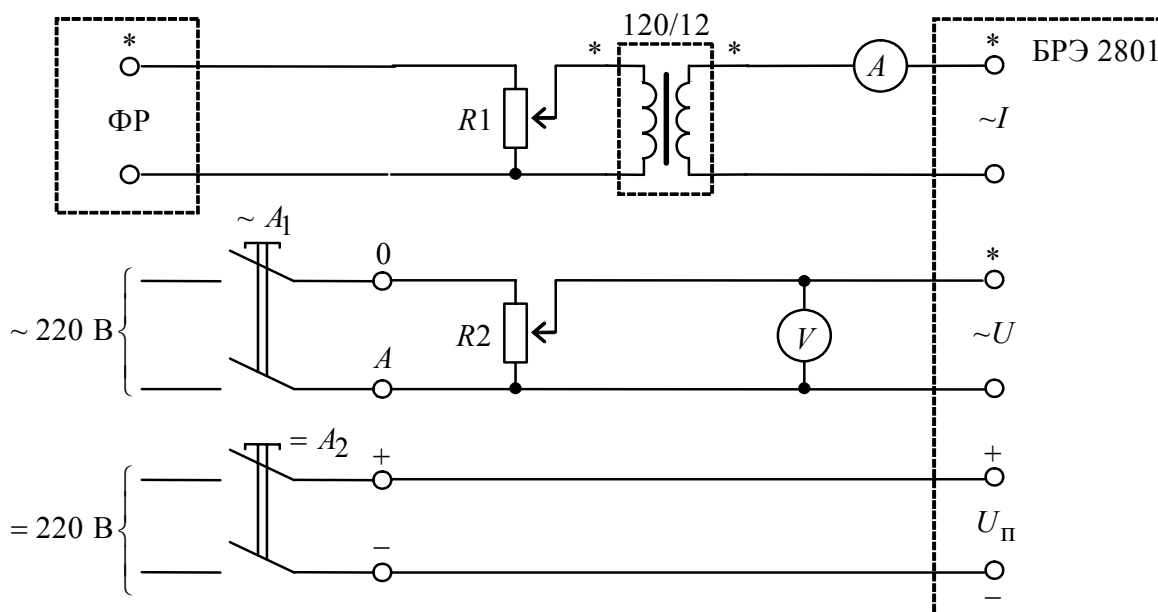 120/12
* * * *
БРЭ 2801
ФР
R1
A
~I
~ A1
0
*
~ 220 В
R2
V
~U
A
= A2
+
+
= 220 В
Uп
–
–